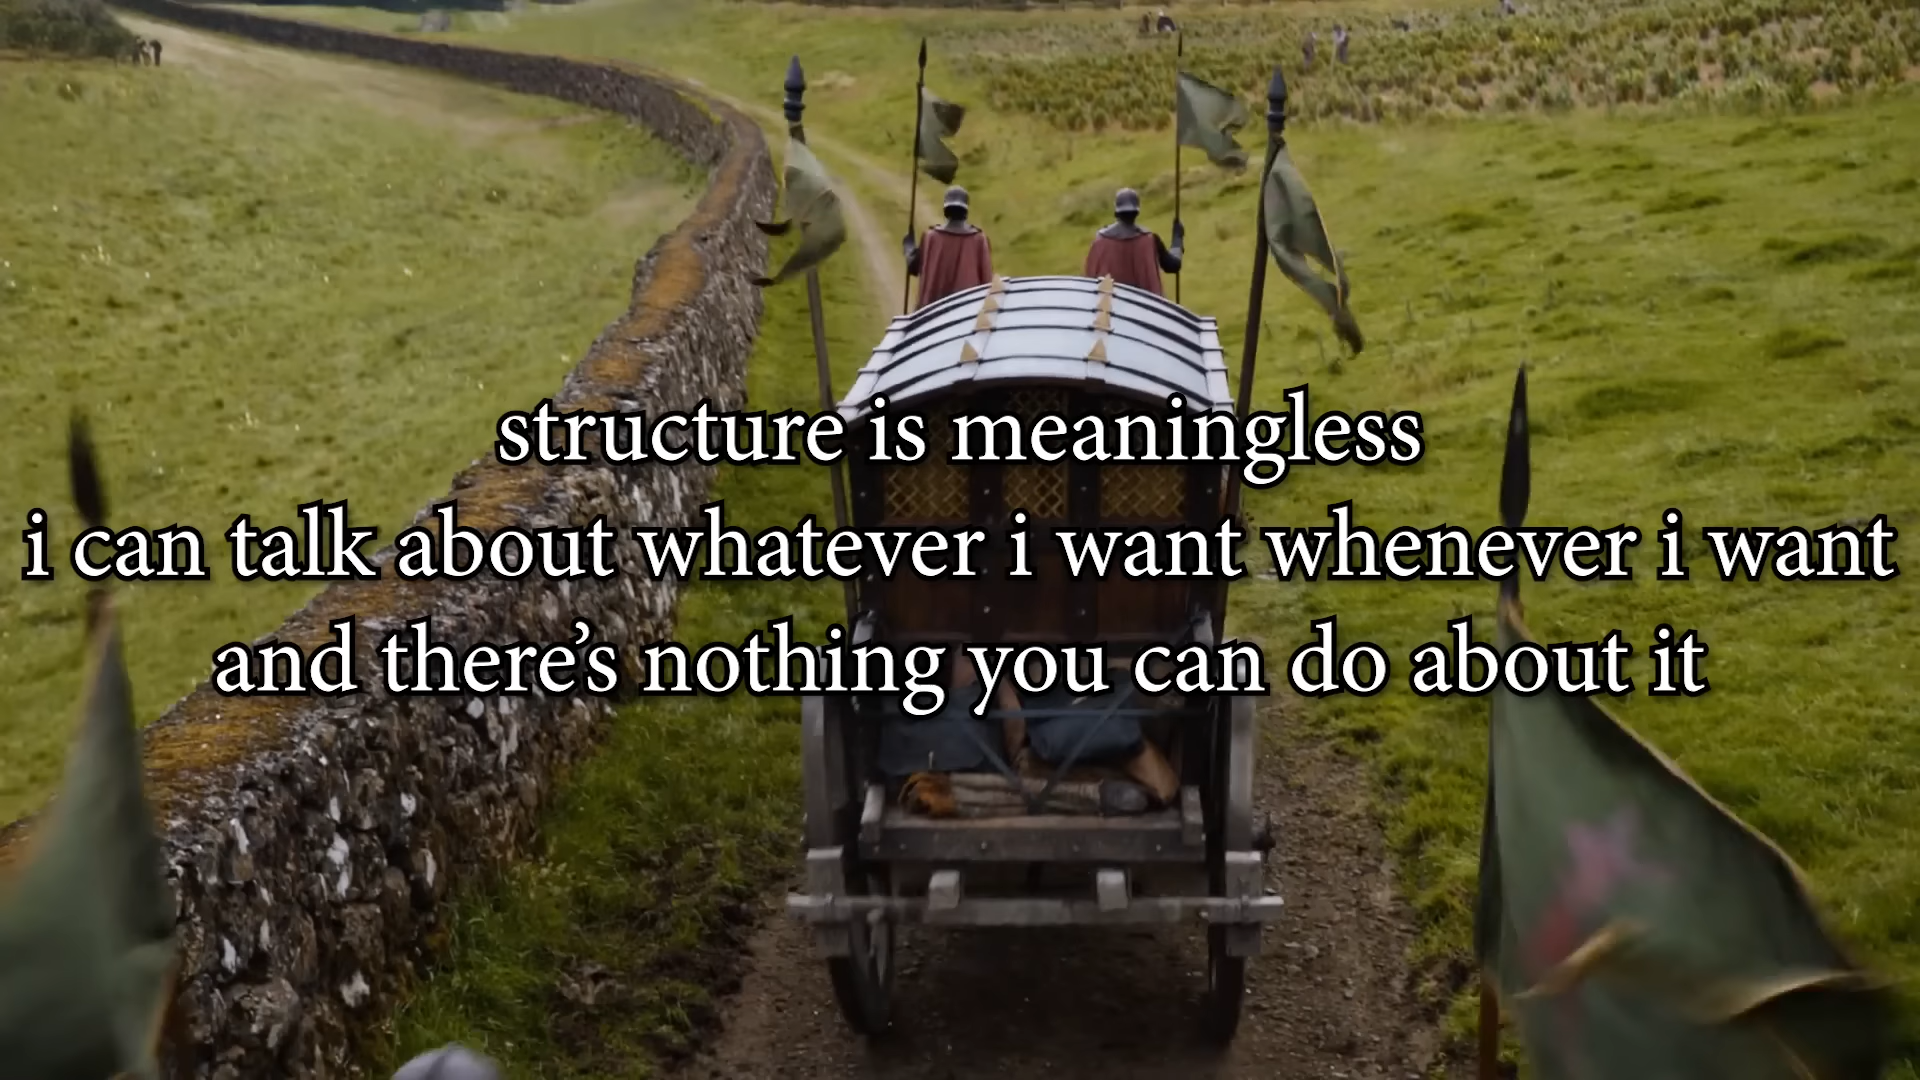 structure is meaningless
i can talk about whatever i want whenever i want
and there’s nothing you can do about it